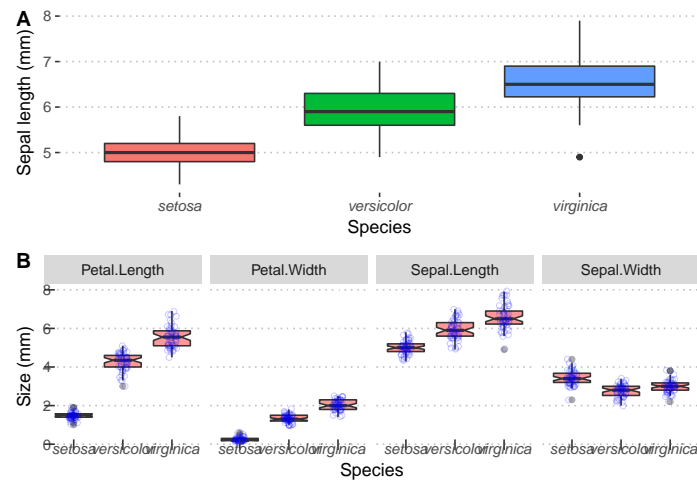 A
Sepal length (mm)
8
7
6
5
setosa
versicolor
virginica
Species
B
Petal.Length
Petal.Width
Sepal.Length
Sepal.Width
Size (mm)
8
6
4
2
0
setosa versicolor virginica
setosa versicolor virginica
setosa versicolor virginica
setosa versicolor virginica
Species